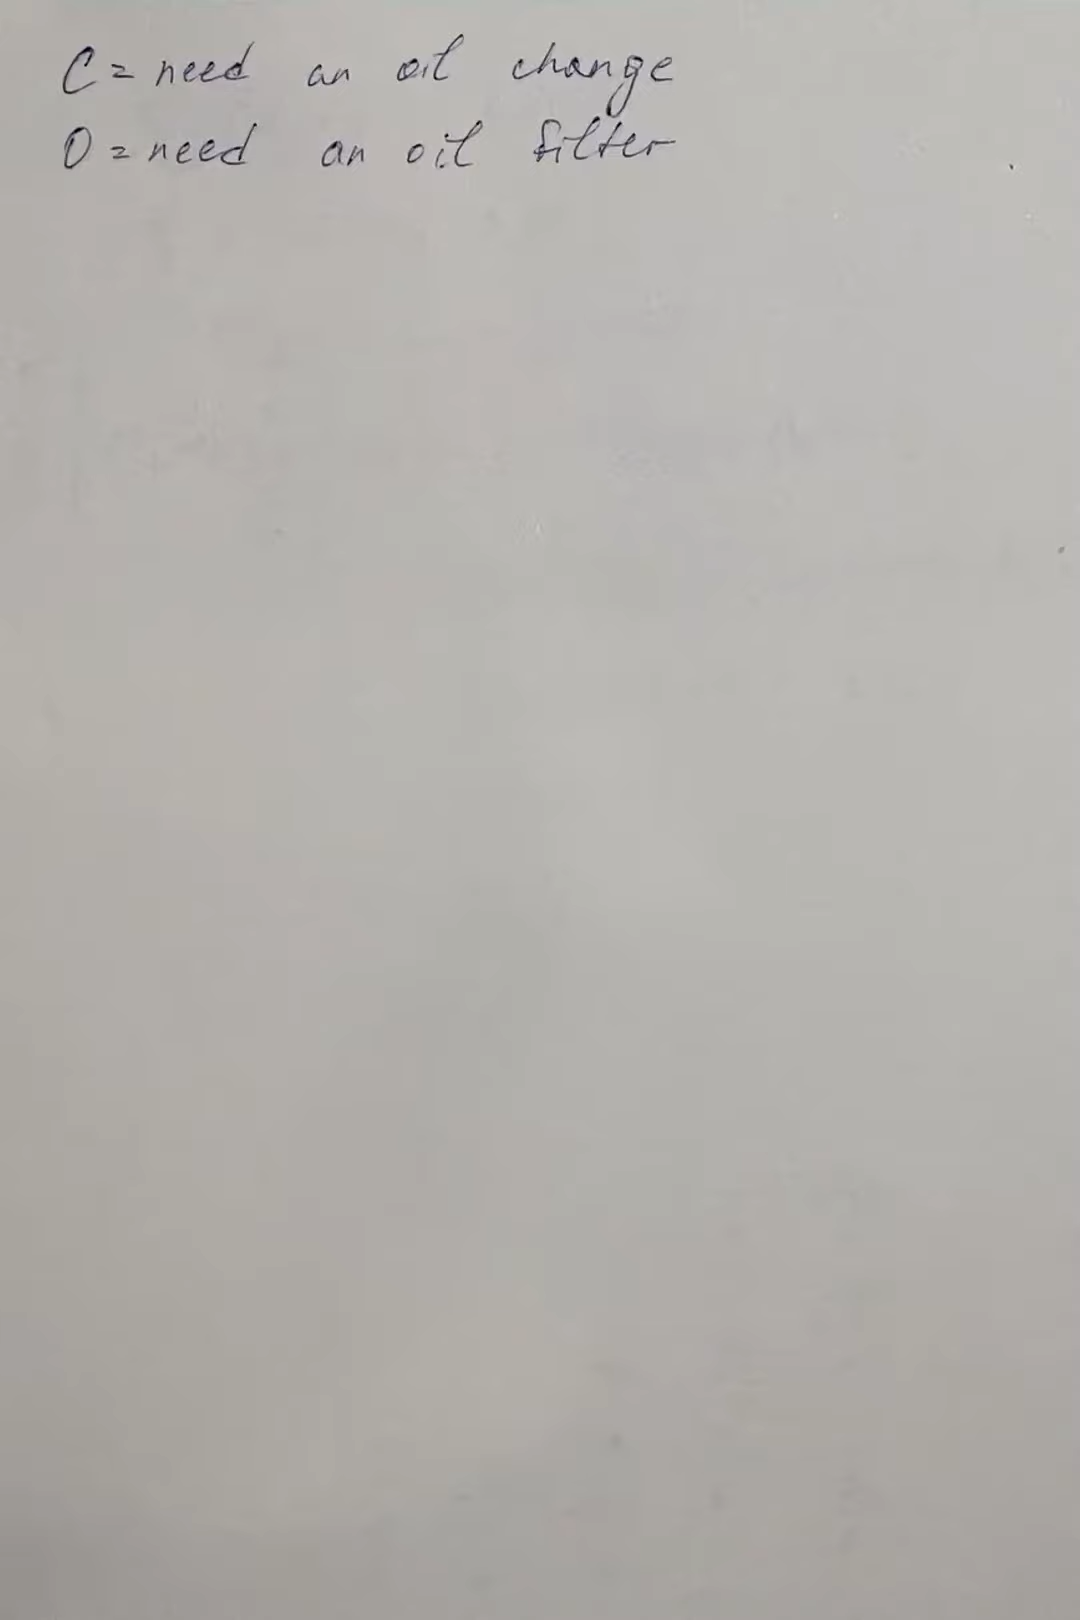 C = need an oil change
O = need an oil filter